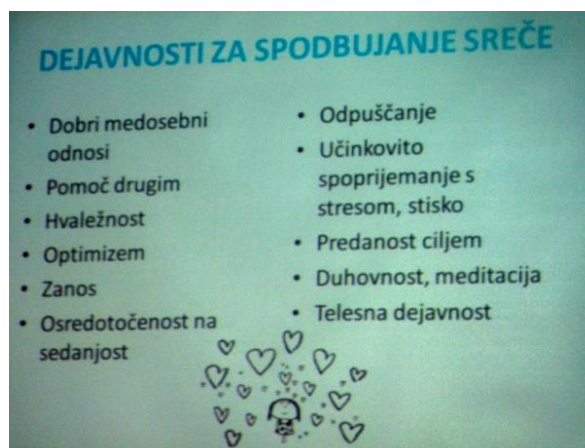 DEJAVNOSTI ZA SPODBUJANJE SREČE
• Dobri medosebni
odnosi
• Pomoč drugim
• Hvaležnost
• Optimizem
• Zanos
• Osredotočenost na
sedanjost
• Odpuščanje
• Učinkovito
spoprijemanje s
stresom, stisko
• Predanost ciljem
• Duhovnost, meditacija
• Telesna dejavnost